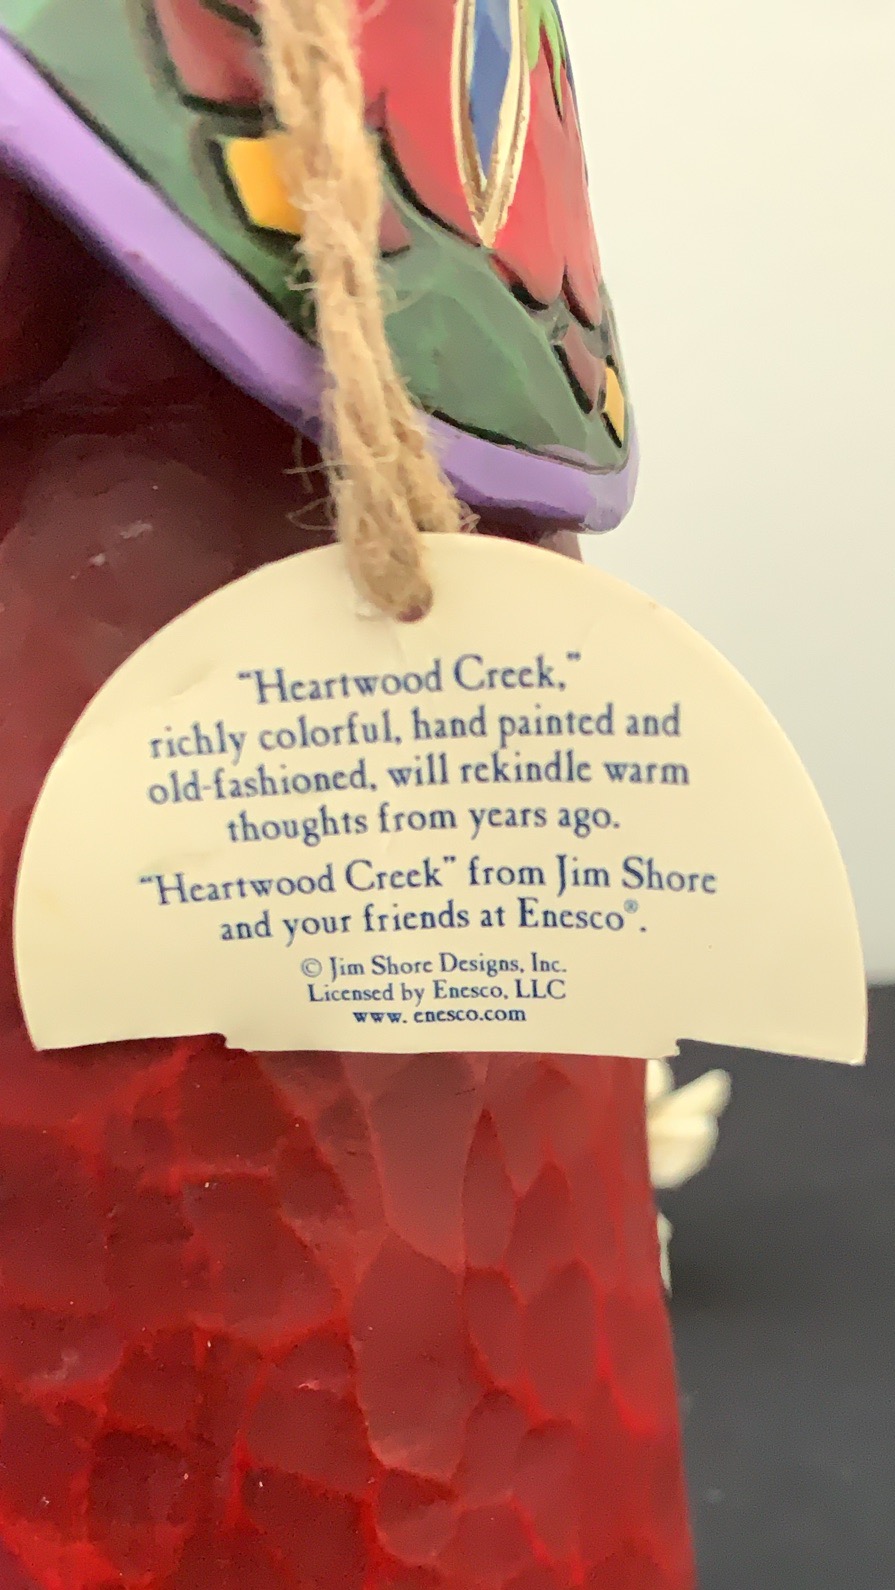 “Heartwood Creek,”
richly colorful, hand painted and
old-fashioned, will rekindle warm
thoughts from years ago.
“Heartwood Creek” from Jim Shore
and your friends at Enesco®.
© Jim Shore Designs, Inc.
Licensed by Enesco, LLC
www. enesco.com